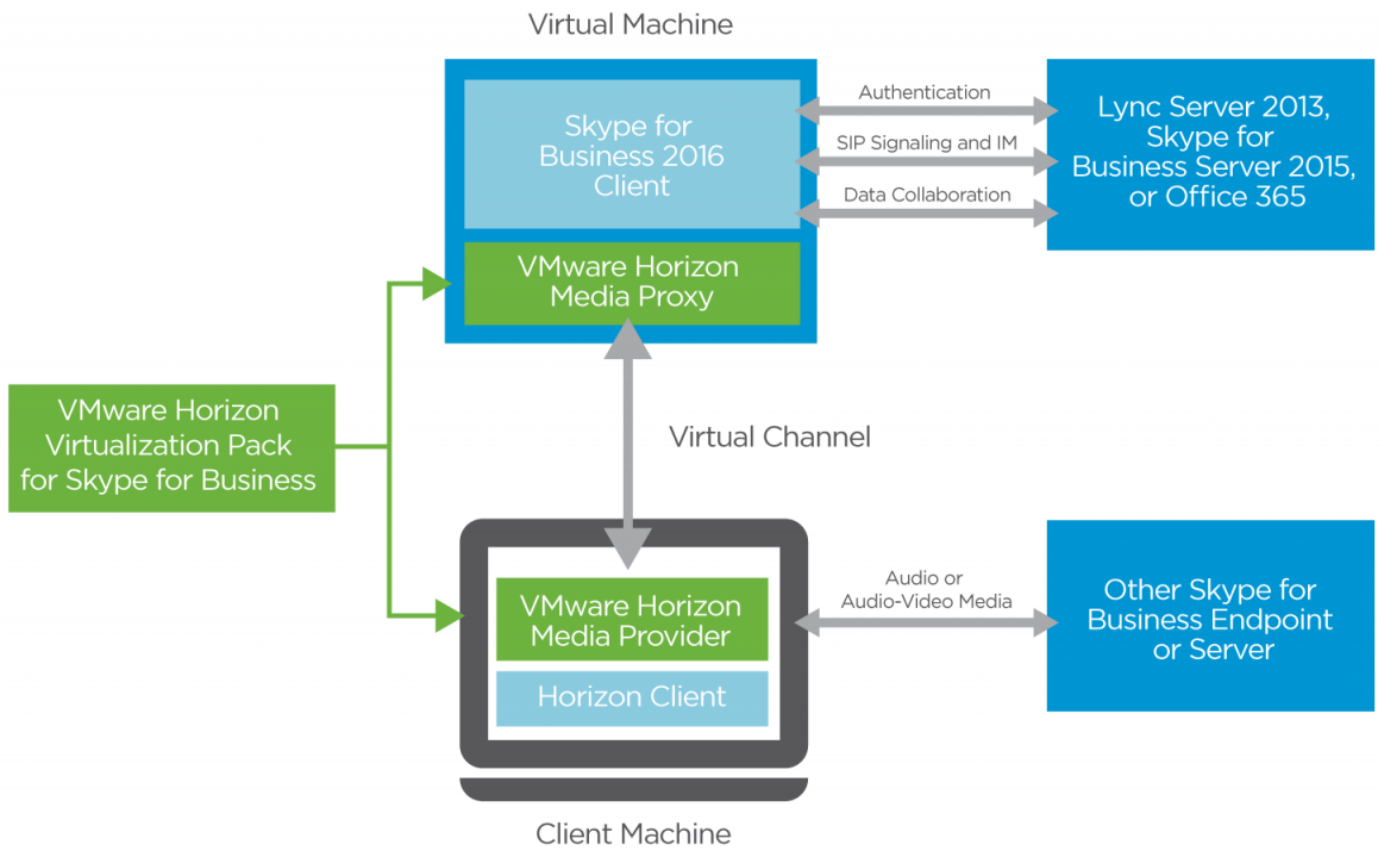 Virtual Machine
Skype for
Business 2016
Client
Authentication
SIP Signaling and IM
Data Collaboration
Lync Server 2013,
Skype for
Business Server 2015,
or Office 365
VMware Horizon
Media Proxy
VMware Horizon
Virtualization Pack
for Skype for Business
Virtual Channel
VMware Horizon
Media Provider
Horizon Client
Audio or
Audio-Video Media
Other Skype for
Business Endpoint
or Server
Client Machine